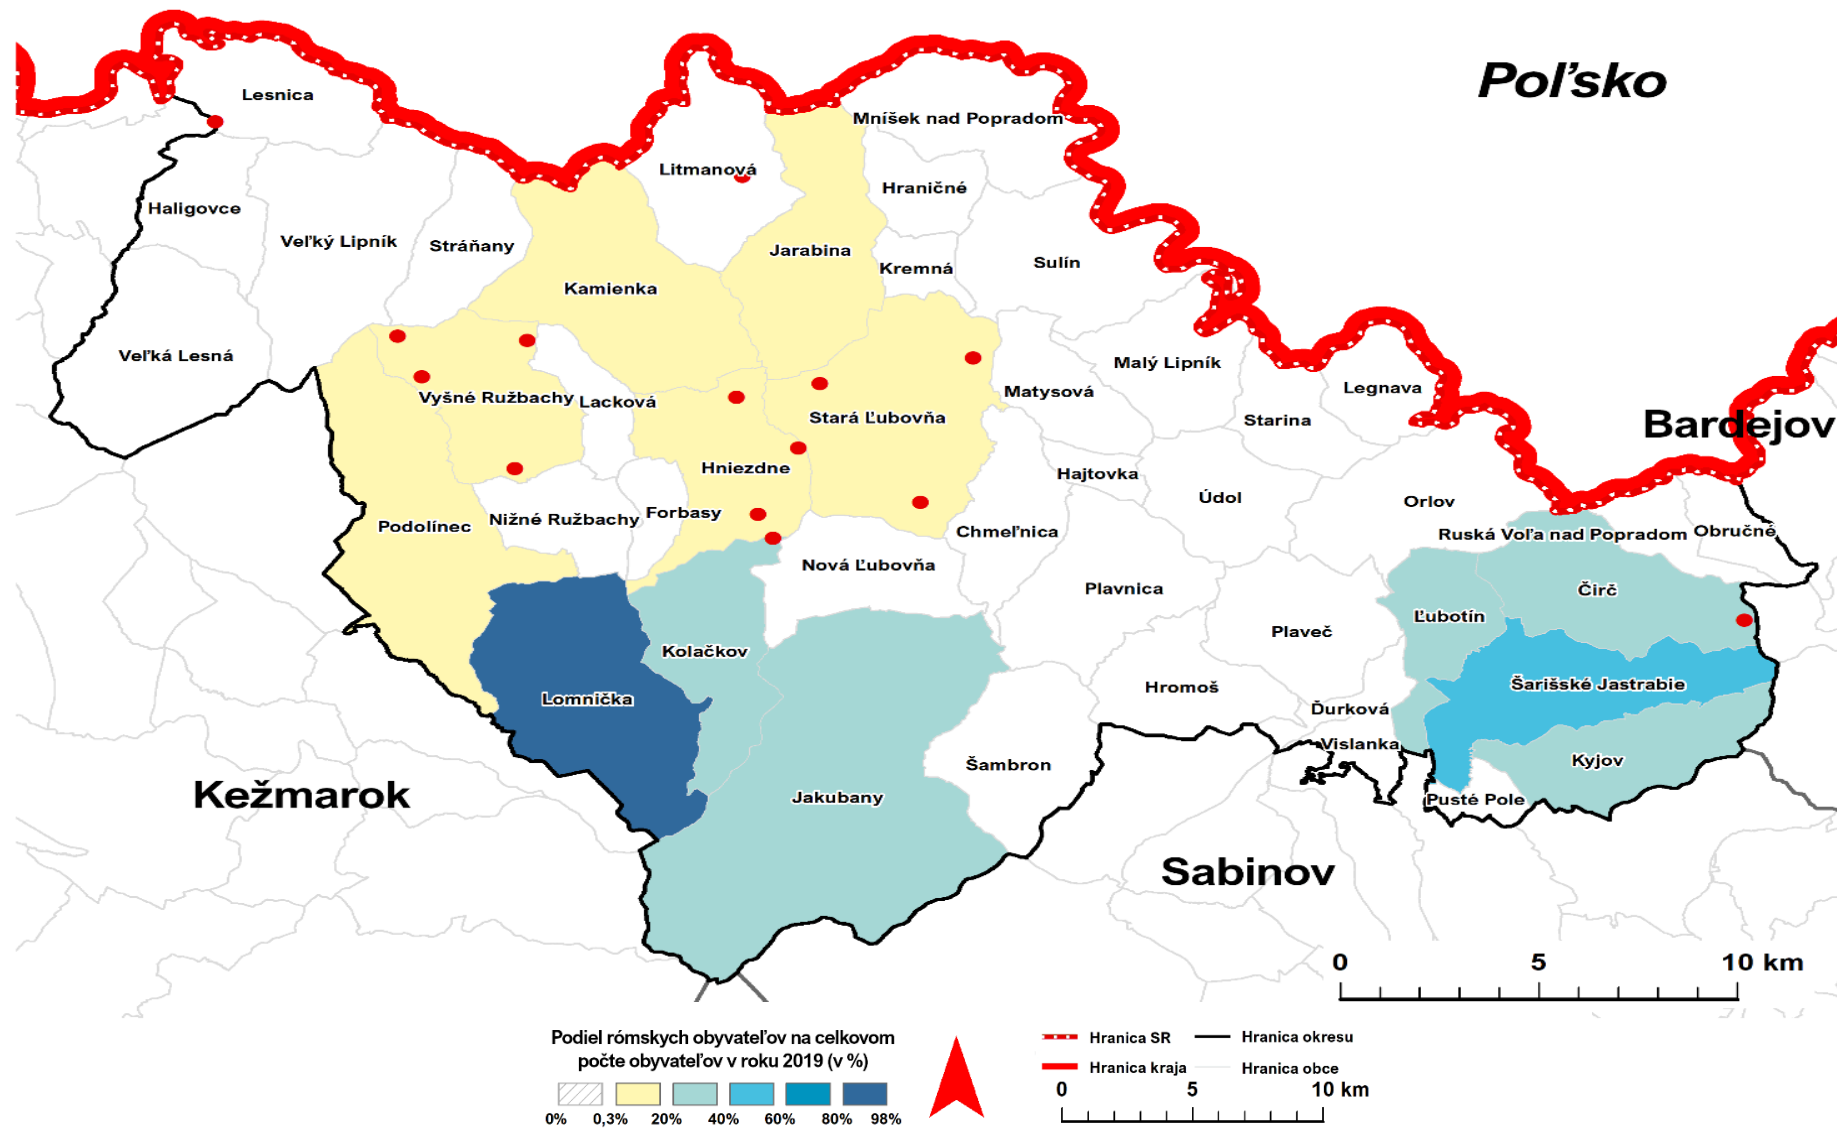 Poľsko
Lesnica
Mníšek nad Popradom
Litmanová
Hraničné
Haligovce
Veľký Lipník
Stráňany
Jarabina
Kremná
Sulín
Kamienka
Veľká Lesná
Malý Lipník
Legnava
Matysová
Vyšné Ružbachy
Lacková
Stará Ľubovňa
Starina
Bardejov
Hniezdne
Hajtovka
Údol
Orlov
Podolínec
Nižné Ružbachy
Forbasy
Chmeľnica
Ruská Voľa nad Popradom
Obručné
Nová Ľubovňa
Plavnica
Čirč
Ľubotín
Plaveč
Kolačkov
Šarišské Jastrabie
Hromoš
Lomnička
Ďurková
Vislanka
Šambron
Kyjov
Kežmarok
Jakubany
Pusté Pole
Sabinov
0 5 10 km
Podiel rómskych obyvateľov na celkovom
počte obyvateľov v roku 2019 (v %)
0% 0,3% 20% 40% 60% 80% 98%
Hranica SR
Hranica okresu
Hranica kraja
Hranica obce
0 5 10 km